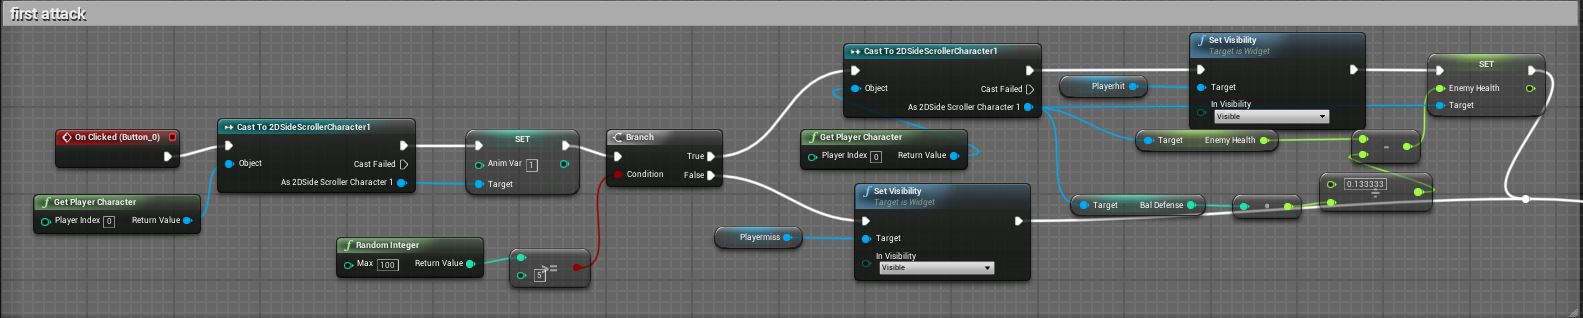 first attack
On Clicked (Button_0)
Get Player Character
Player Index 0
Return Value
Cast To 2DSideScrollerCharacter1
Object
Cast Failed
As 2DSide Scroller Character 1
SET
Anim Var 1
Target
Random Integer
Max 100
Return Value
5 >=
Branch
True
Condition
False
Cast To 2DSideScrollerCharacter1
Object
Cast Failed
As 2DSide Scroller Character 1
Get Player Character
Player Index 0
Return Value
Playermiss
Set Visibility
Target is Widget
Target
In Visibility
Visible
Playerhit
Set Visibility
Target is Widget
Target
In Visibility
Visible
Target Enemy Health
-
Target Bal Defense
0.133333
÷
SET
Enemy Health
Target